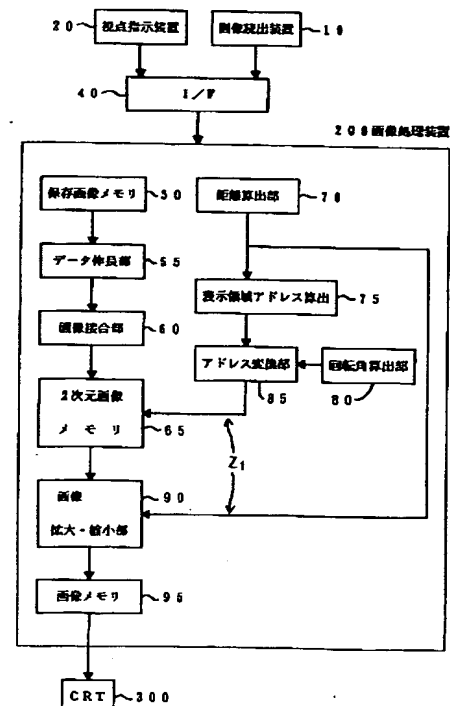 20 視点指示装置
画像読出装置 19
40 I/F
208 画像処理装置
保存画像メモリ 50
距離算出部 78
データ伸長部 55
表示領域アドレス算出 75
画像接合部 60
アドレス変換部 85
回転角算出部 80
2次元画像
メモリ 65
Z1
画像
拡大・縮小部 90
画像メモリ 95
CRT 300